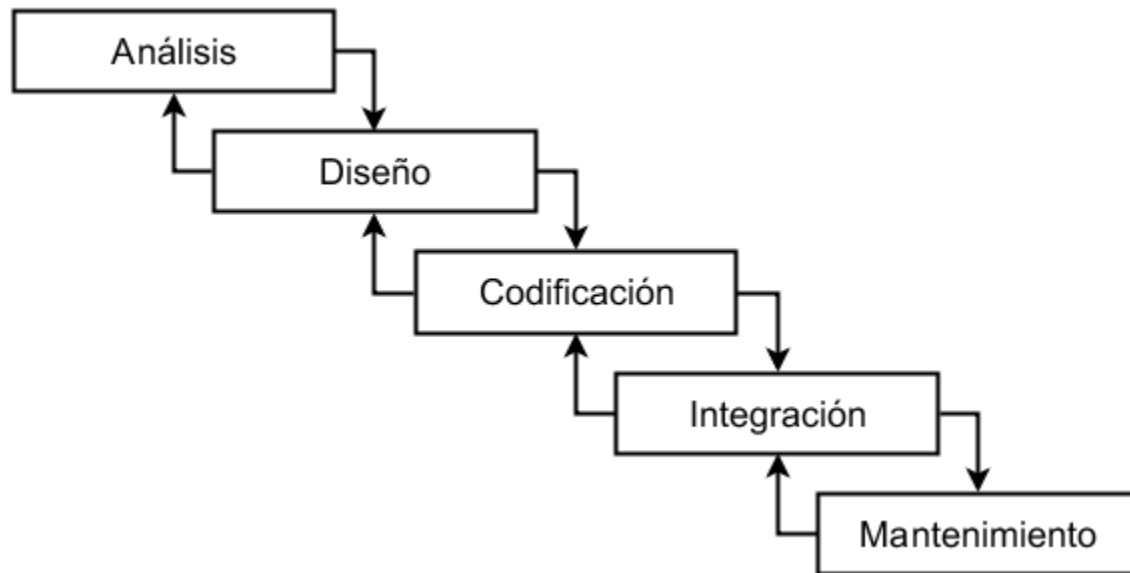 Análisis
Diseño
Codificación
Integración
Mantenimiento